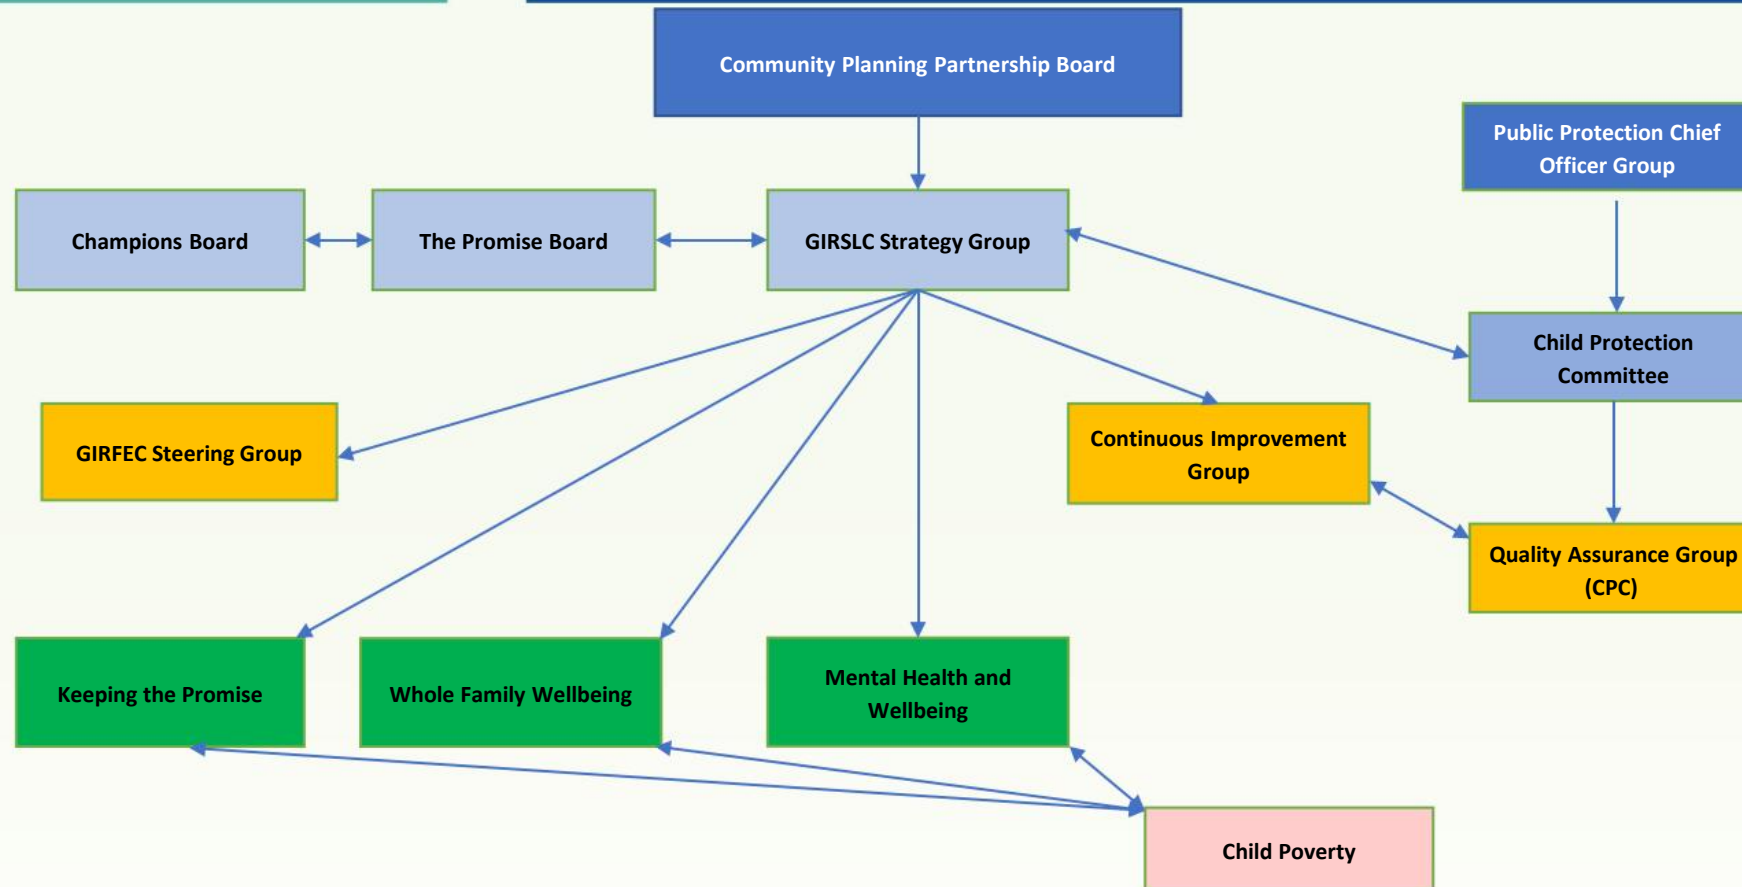 Community Planning Partnership Board
Public Protection Chief
Officer Group
Champions Board
The Promise Board
GIRSLC Strategy Group
Child Protection
Committee
GIRFEC Steering Group
Continuous Improvement
Group
Quality Assurance Group
(CPC)
Keeping the Promise
Whole Family Wellbeing
Mental Health and
Wellbeing
Child Poverty